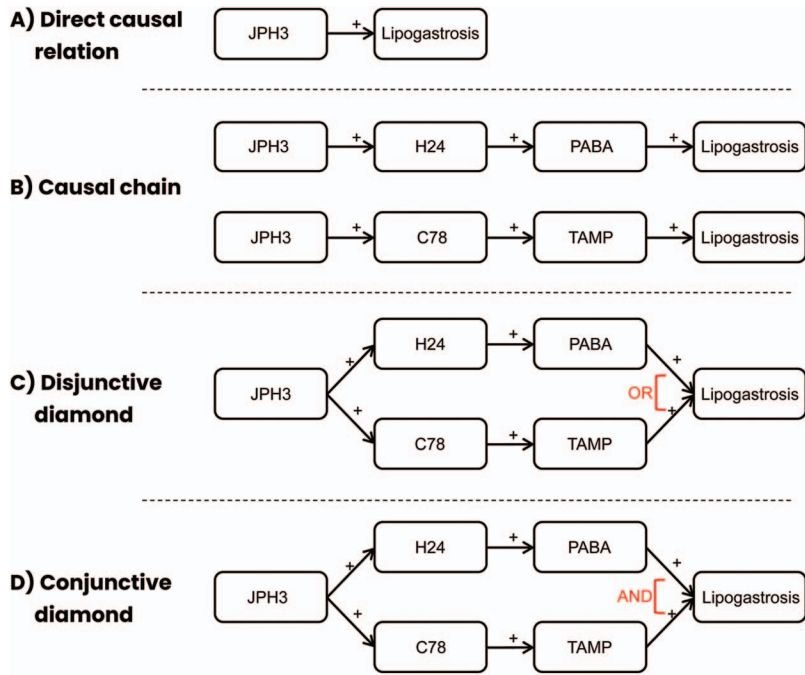 A) Direct causal
relation
JPH3 + Lipogastrosis
JPH3 + H24 + PABA + Lipogastrosis
B) Causal chain
JPH3 + C78 + TAMP + Lipogastrosis
H24 + PABA
+ +
C) Disjunctive
diamond
JPH3 OR Lipogastrosis
+ +
C78 + TAMP
H24 + PABA
+ +
D) Conjunctive
diamond
JPH3 AND Lipogastrosis
+ +
C78 + TAMP